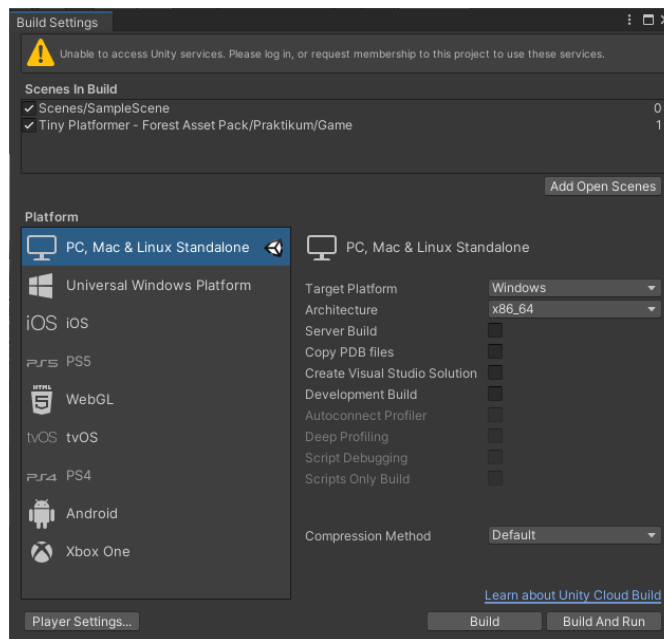 Build Settings
Unable to access Unity services. Please log in, or request membership to this project to use these services.
Scenes In Build
Scenes/SampleScene 0
Tiny Platformer - Forest Asset Pack/Praktikum/Game 1
Add Open Scenes
Platform
PC, Mac & Linux Standalone
Universal Windows Platform
iOS iOS
PS5 PS5
HTML 5 WebGL
tvOS tvOS
PS4 PS4
Android
Xbox One
PC, Mac & Linux Standalone
Target Platform Windows
Architecture x86_64
Server Build
Copy PDB files
Create Visual Studio Solution
Development Build
Autoconnect Profiler
Deep Profiling
Script Debugging
Scripts Only Build
Compression Method Default
Learn about Unity Cloud Build
Player Settings... Build Build And Run